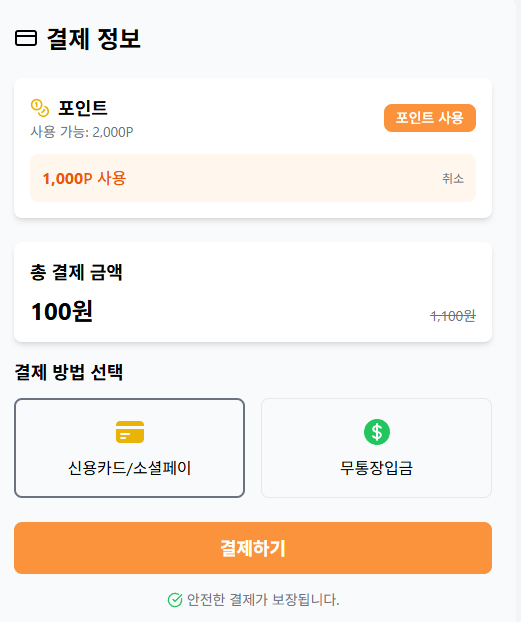 결제 정보
포인트
사용 가능: 2,000P
포인트 사용
1,000P 사용
취소
총 결제 금액
100원
1,100원
결제 방법 선택
신용카드/소셜페이
무통장입금
결제하기
안전한 결제가 보장됩니다.